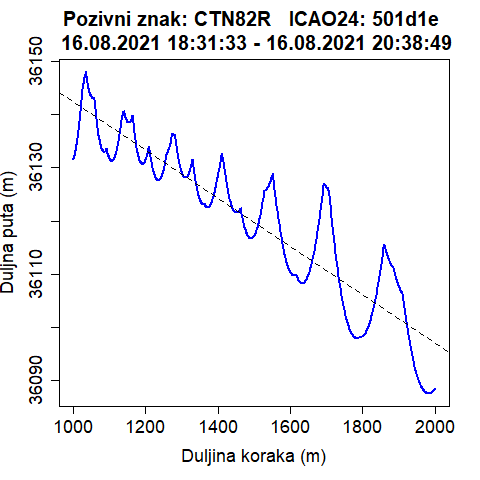 Pozivni znak: CTN82R   ICAO24: 501d1e
16.08.2021 18:31:33 - 16.08.2021 20:38:49
Duljna puta (m)
36150
36130
36110
36090
1000 1200 1400 1600 1800 2000
Duljina koraka (m)